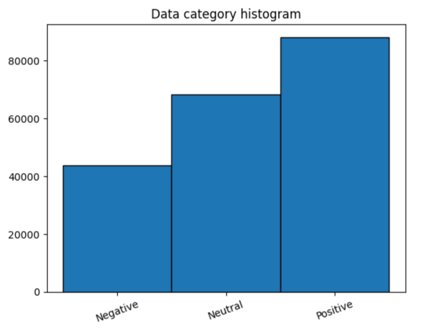 Data category histogram
80000
60000
40000
20000
0
Negative
Neutral
Positive